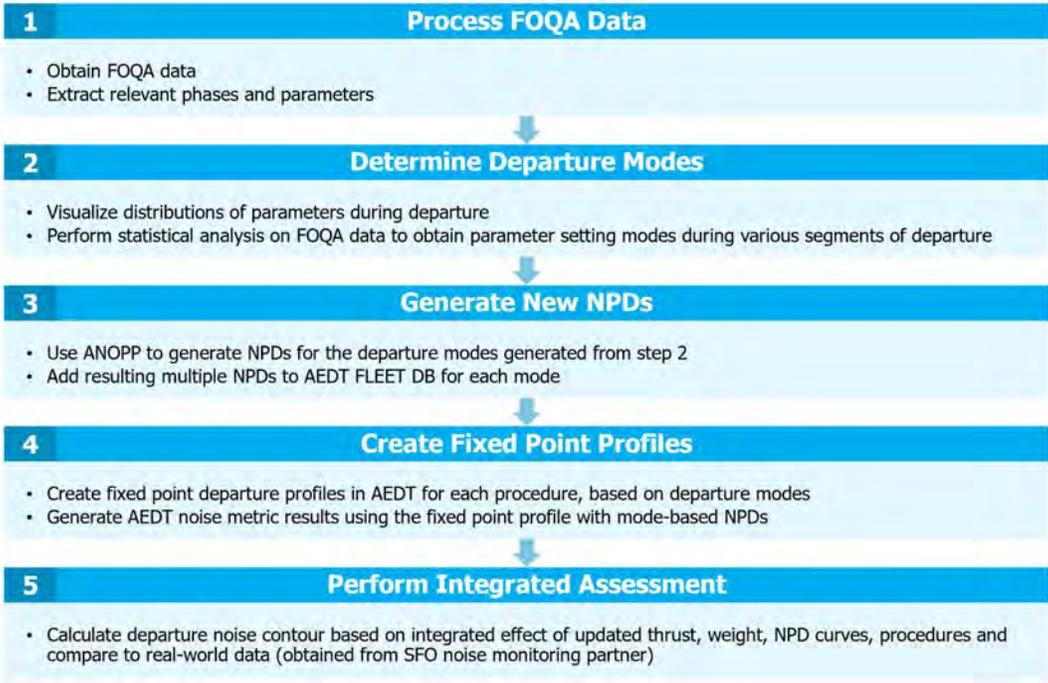 1
Process FOQA Data
• Obtain FOQA data
• Extract relevant phases and parameters
2
Determine Departure Modes
• Visualize distributions of parameters during departure
• Perform statistical analysis on FOQA data to obtain parameter setting modes during various segments of departure
3
Generate New NPDs
• Use ANOPP to generate NPDs for the departure modes generated from step 2
• Add resulting multiple NPDs to AEDT FLEET DB for each mode
4
Create Fixed Point Profiles
• Create fixed point departure profiles in AEDT for each procedure, based on departure modes
• Generate AEDT noise metric results using the fixed point profile with mode-based NPDs
5
Perform Integrated Assessment
• Calculate departure noise contour based on integrated effect of updated thrust, weight, NPD curves, procedures and
compare to real-world data (obtained from SFO noise monitoring partner)